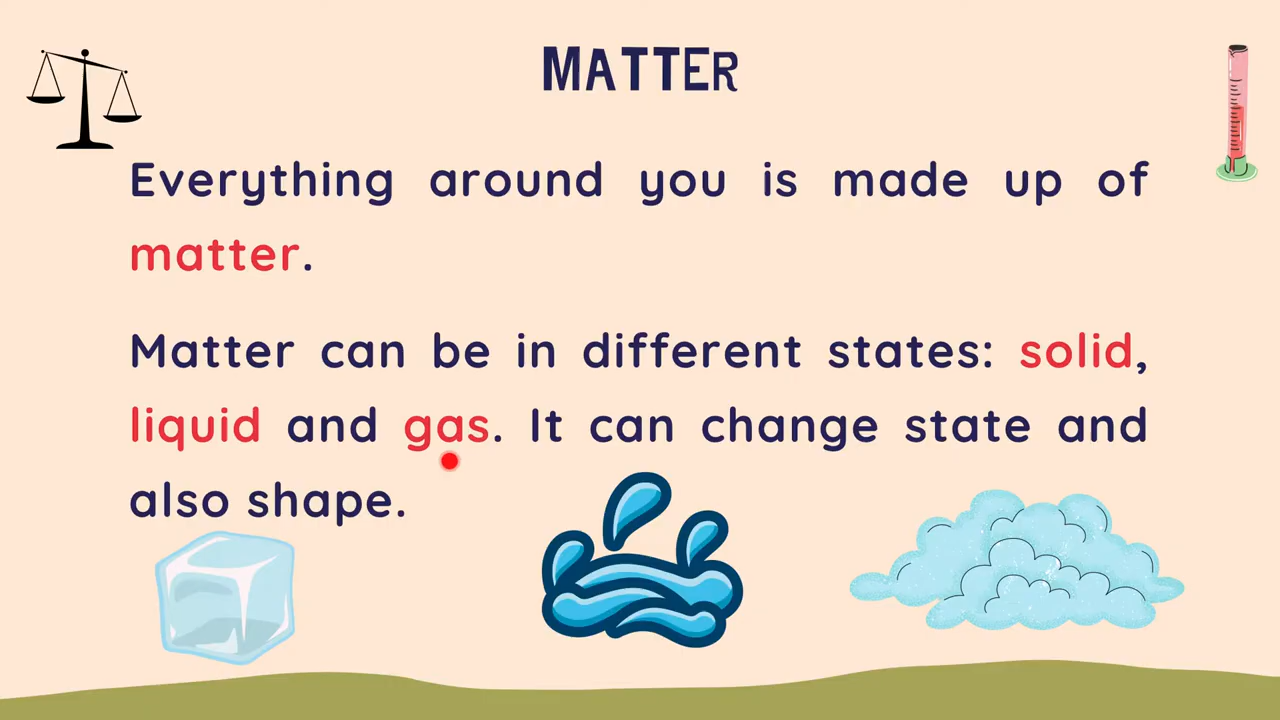 MATTER
Everything around you is made up of
matter.
Matter can be in different states: solid,
liquid and gas. It can change state and
also shape.